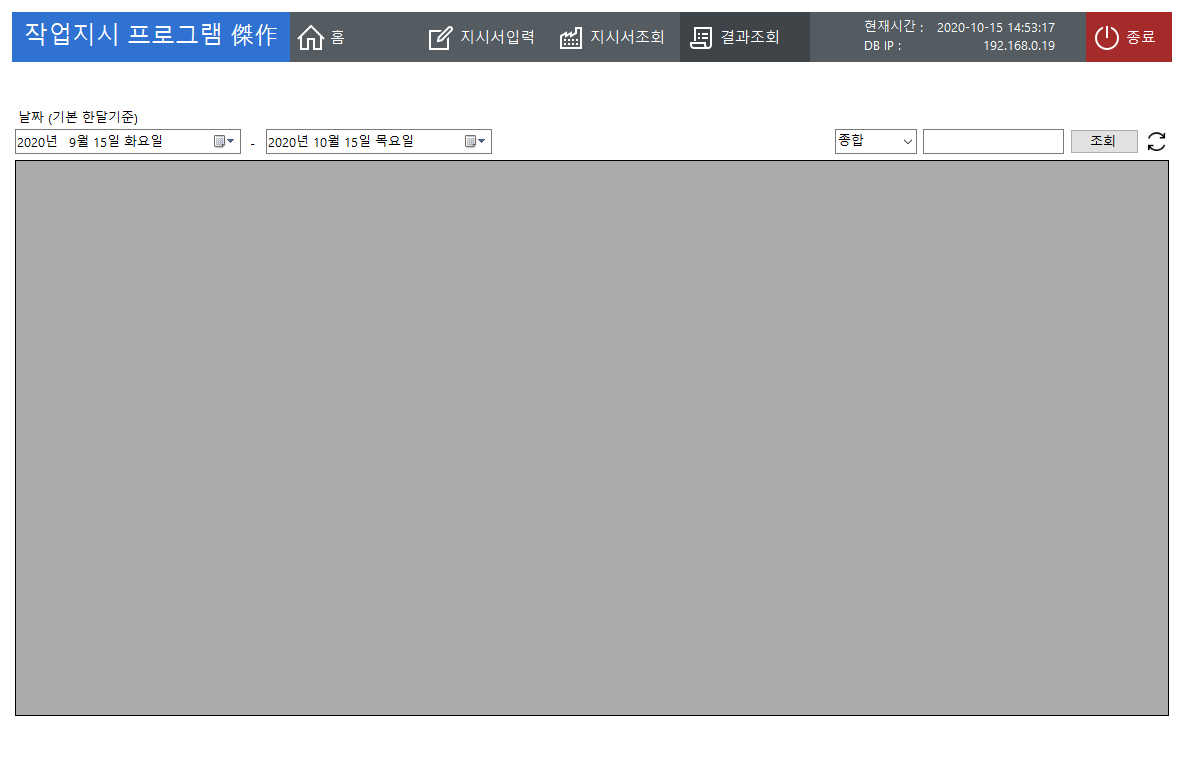 작업지시 프로그램 傑作
홈
지시서입력
지시서조회
결과조회
현재시간 : 2020-10-15 14:53:17
DB IP : 192.168.0.19
종료
날짜 (기본 한달기준)
2020년 9월 15일 화요일 - 2020년 10월 15일 목요일
종합
조회